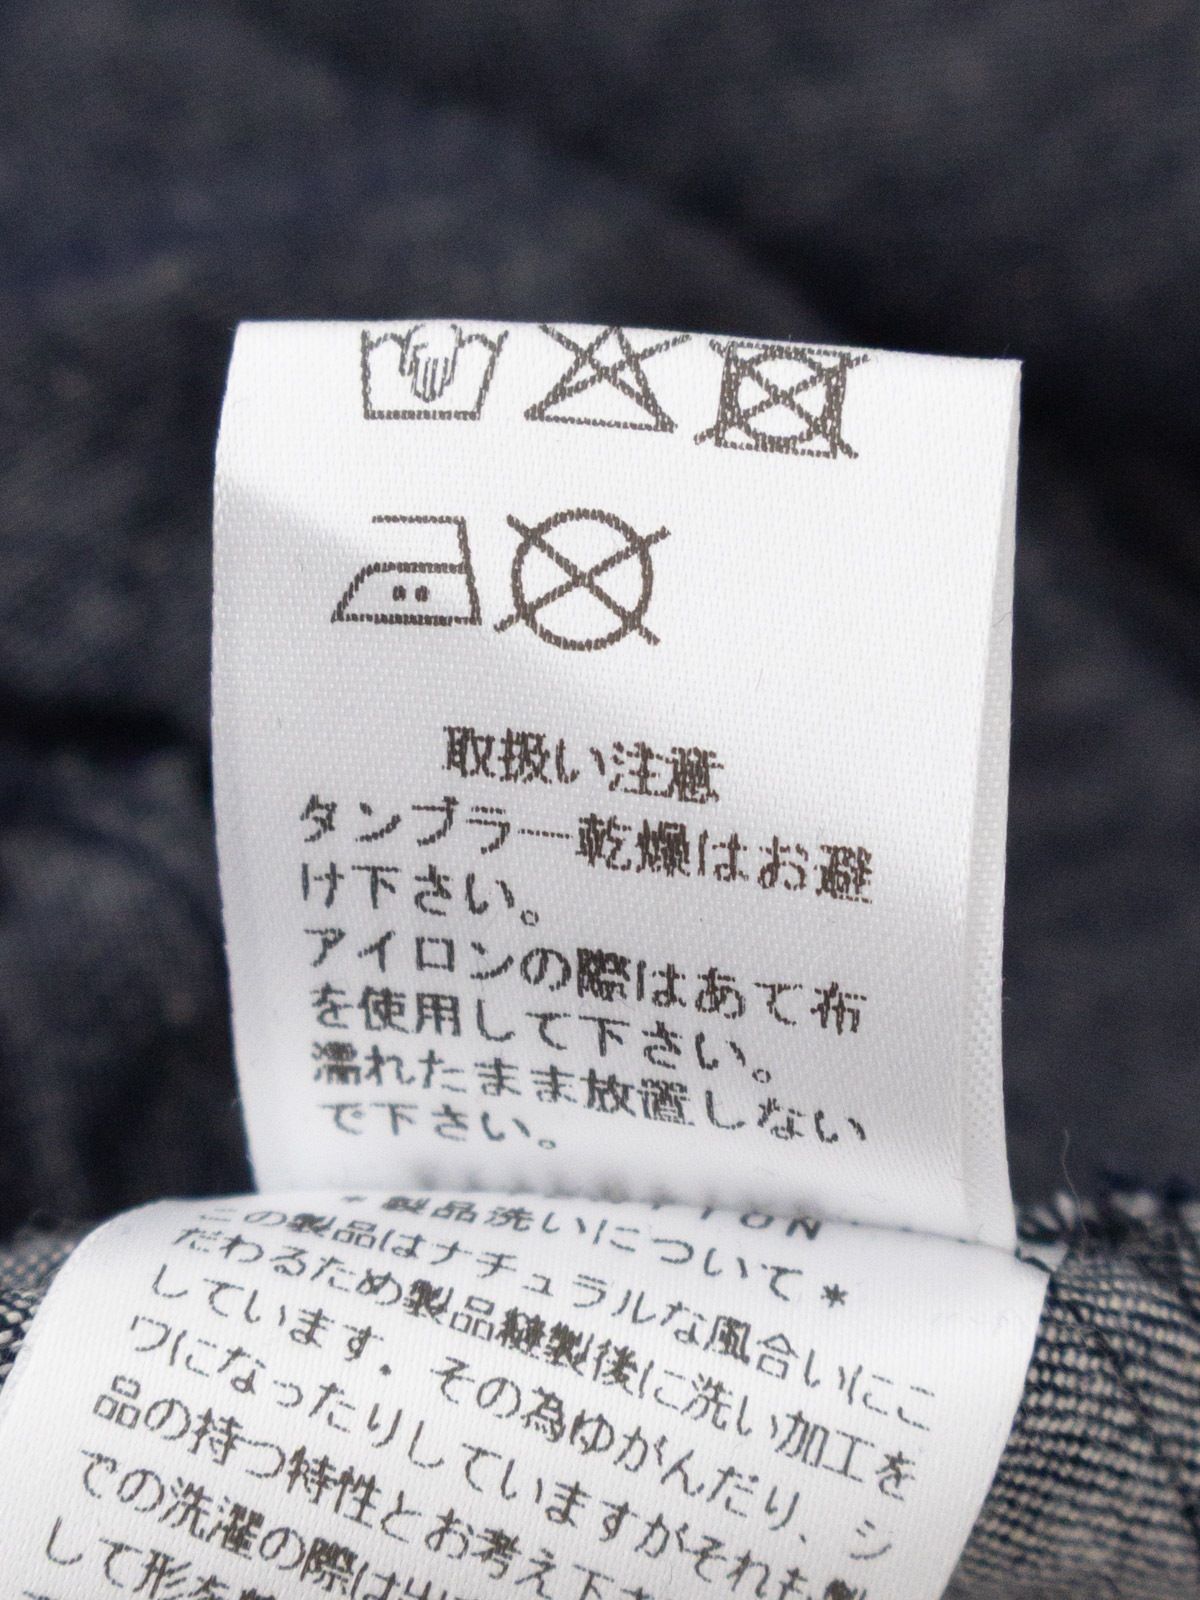 取扱い注意
タンブラー乾燥はお避
け下さい。
アイロンの際はあて布
を使用して下さい。
濡れたまま放置しない
で下さい。
* 製品洗いについて *
この製品はナチュラルな風合いにこ
だわるため製品縫製後に洗い加工を
しています。その為ゆがんだり、シ
ワになったりしていますがそれも製
品の持つ特性とお考え下さ
での洗濯の際は
して形を